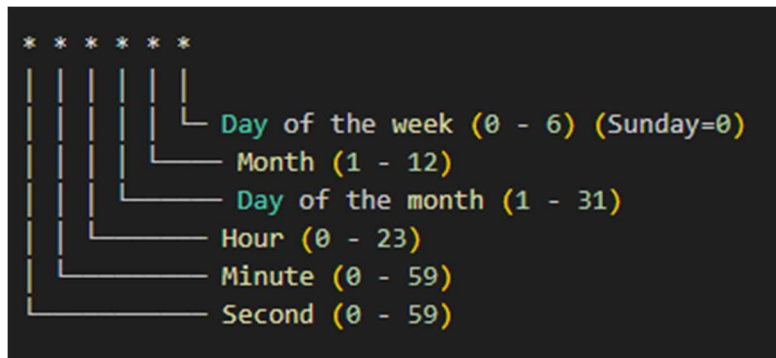 * * * * * *
Day of the week (0 - 6) (Sunday=0)
Month (1 - 12)
Day of the month (1 - 31)
Hour (0 - 23)
Minute (0 - 59)
Second (0 - 59)